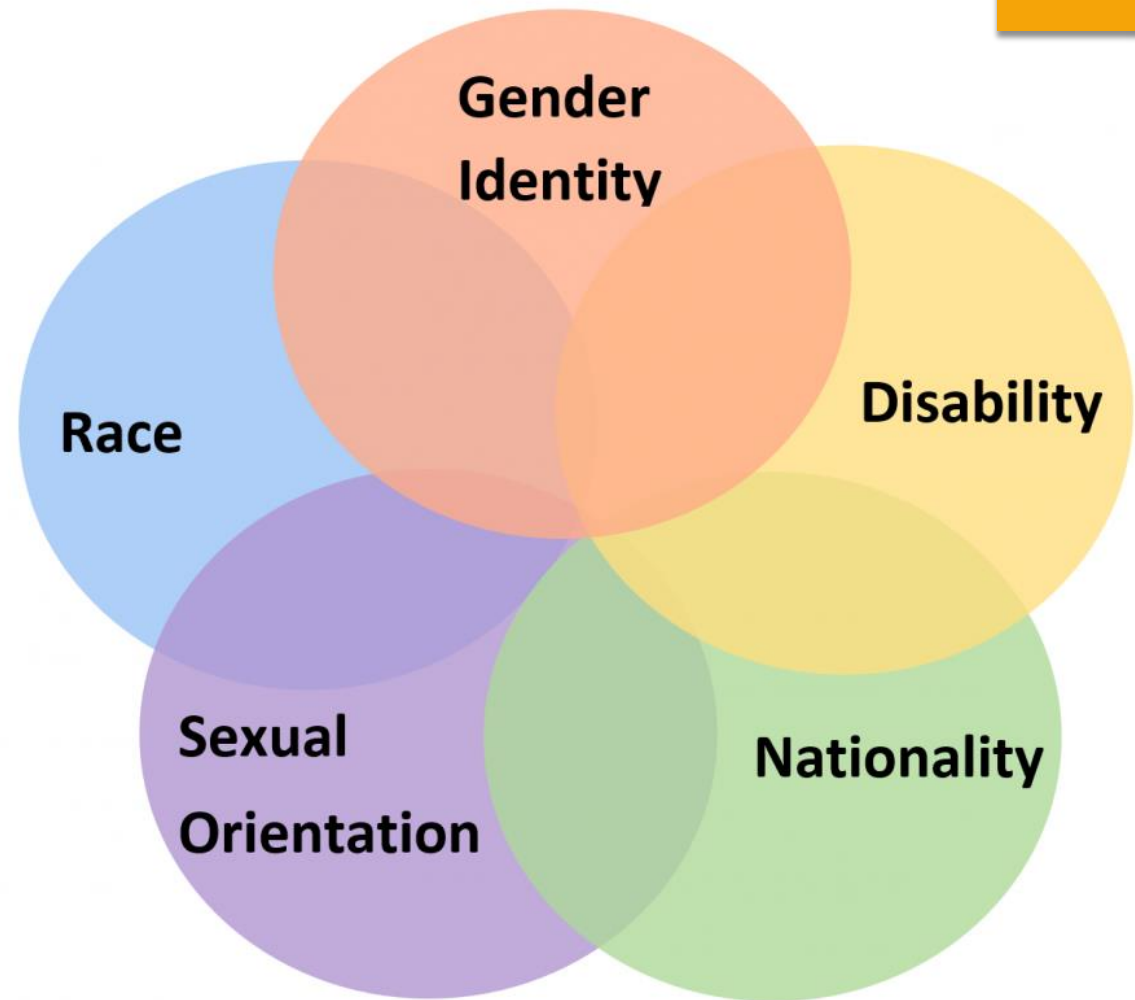 Gender
Identity
Disability
Race
Sexual
Orientation
Nationality